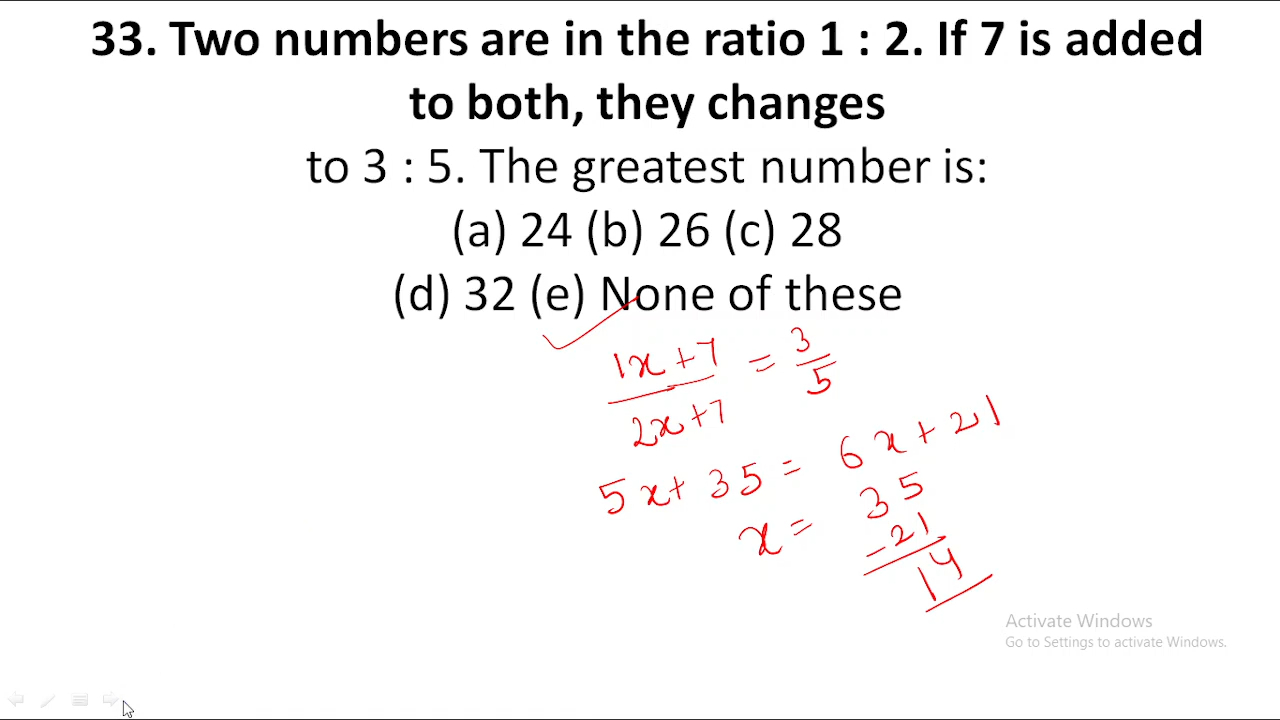 33. Two numbers are in the ratio 1 : 2. If 7 is added
to both, they changes
to 3 : 5. The greatest number is:
(a) 24 (b) 26 (c) 28
(d) 32 (e) None of these
1x+7 = 3
2x+7 5
5x+35 = 6x+21
x = 35
-21
14
Activate Windows
Go to Settings to activate Windows.